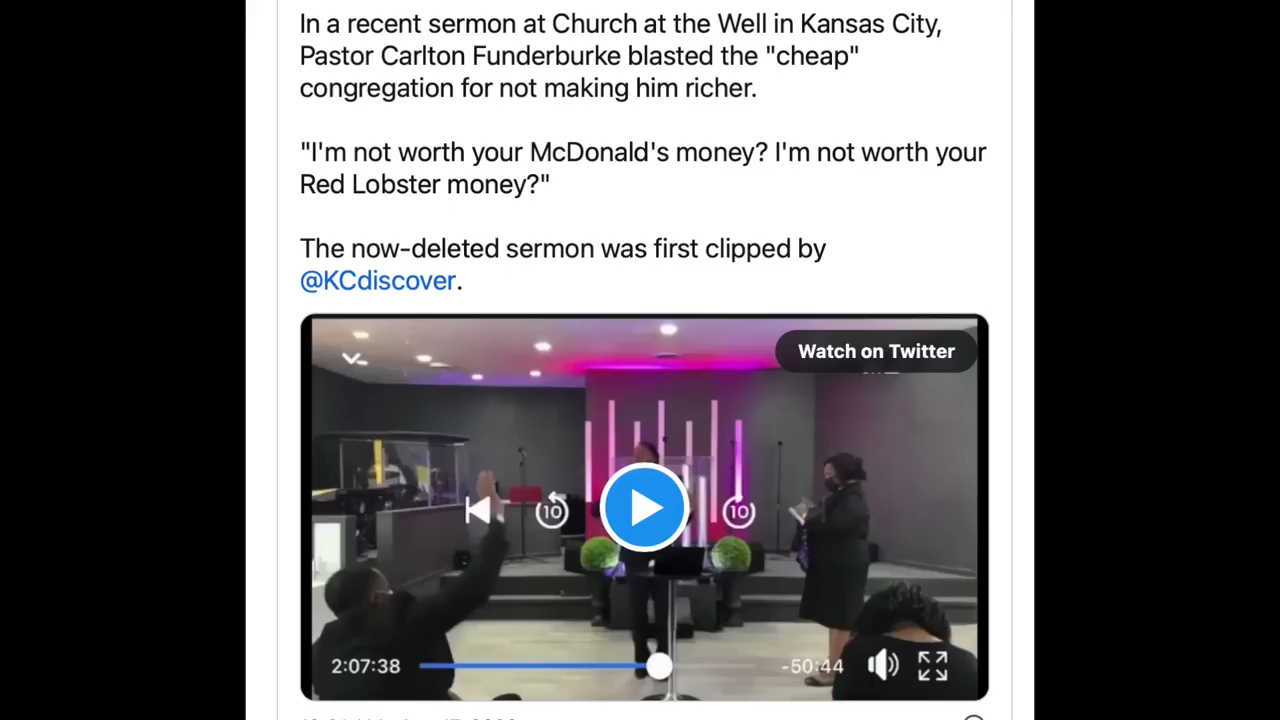 In a recent sermon at Church at the Well in Kansas City,
Pastor Carlton Funderburke blasted the "cheap"
congregation for not making him richer.
"I'm not worth your McDonald's money? I'm not worth your
Red Lobster money?"
The now-deleted sermon was first clipped by
@KCdiscover.
Watch on Twitter
10
10
2:07:38
-50:44